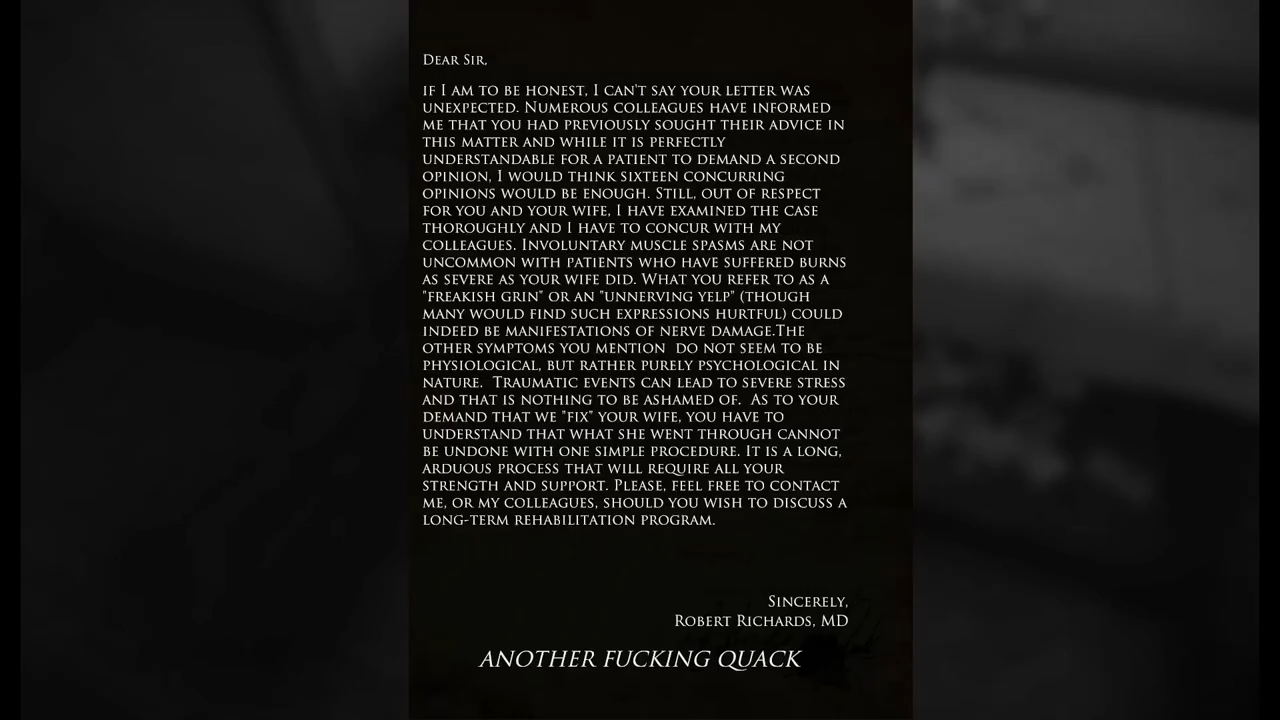 Dear Sir,
if I am to be honest, I can't say your letter was
unexpected. Numerous colleagues have informed
me that you had previously sought their advice in
this matter and while it is perfectly
understandable for a patient to demand a second
opinion, I would think sixteen concurring
opinions would be enough. Still, out of respect
for you and your wife, I have examined the case
thoroughly and I have to concur with my
colleagues. Involuntary muscle spasms are not
uncommon with patients who have suffered burns
as severe as your wife did. What you refer to as a
"freakish grin" or an "unnerving yelp" (though
many would find such expressions hurtful) could
indeed be manifestations of nerve damage.The
other symptoms you mention  do not seem to be
physiological, but rather purely psychological in
nature.  Traumatic events can lead to severe stress
and that is nothing to be ashamed of.  As to your
demand that we "fix" your wife, you have to
understand that what she went through cannot
be undone with one simple procedure. It is a long,
arduous process that will require all your
strength and support. Please, feel free to contact
me, or my colleagues, should you wish to discuss a
long-term rehabilitation program.
Sincerely,
Robert Richards, MD
ANOTHER FUCKING QUACK